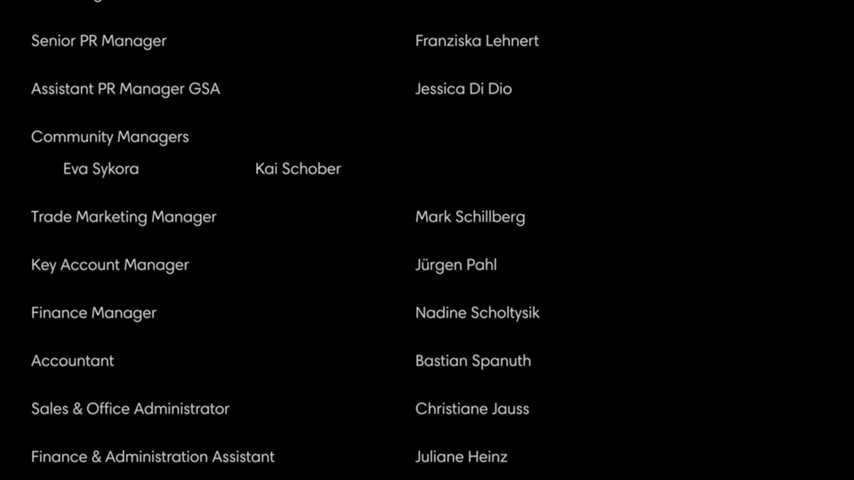 Senior PR Manager Franziska Lehnert
Assistant PR Manager GSA Jessica Di Dio
Community Managers
Eva Sykora Kai Schober
Trade Marketing Manager Mark Schillberg
Key Account Manager Jürgen Pahl
Finance Manager Nadine Scholtysik
Accountant Bastian Spanuth
Sales & Office Administrator Christiane Jauss
Finance & Administration Assistant Juliane Heinz